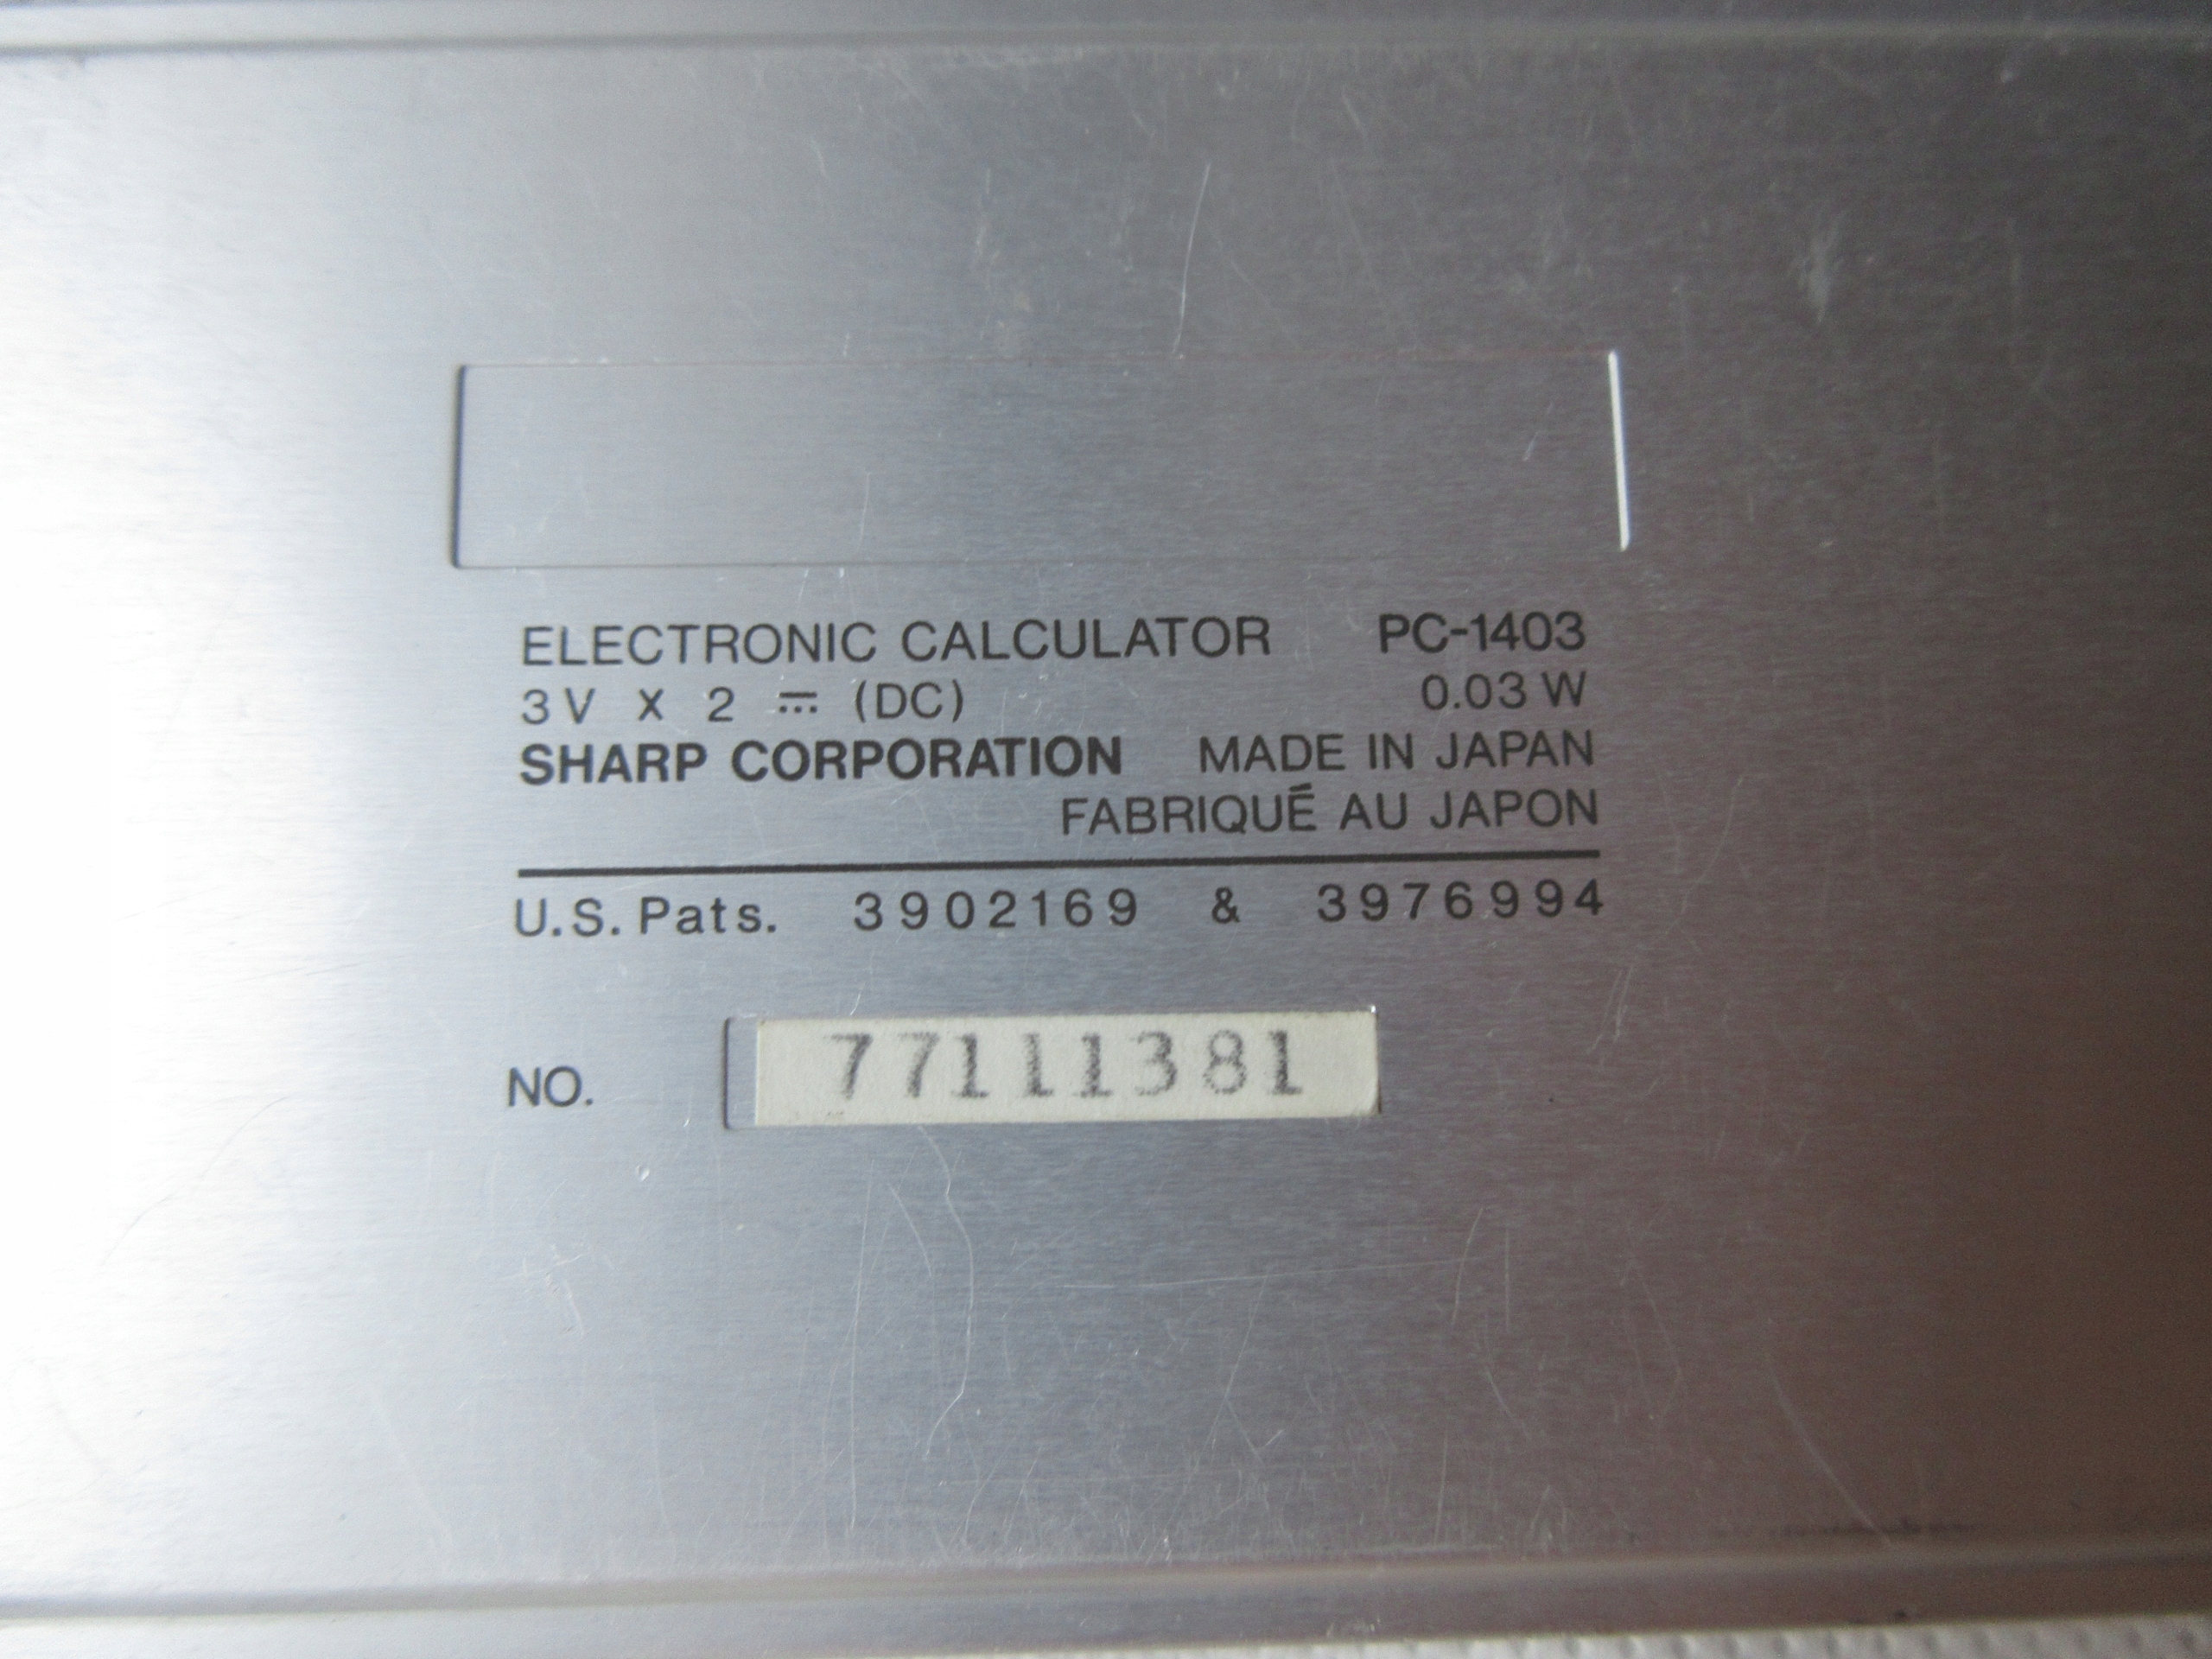 ELECTRONIC CALCULATOR PC-1403
3V X 2 ⎓ (DC) 0.03 W
SHARP CORPORATION MADE IN JAPAN
FABRIQUÉ AU JAPON
U.S. Pats. 3902169 & 3976994
NO. 77111381